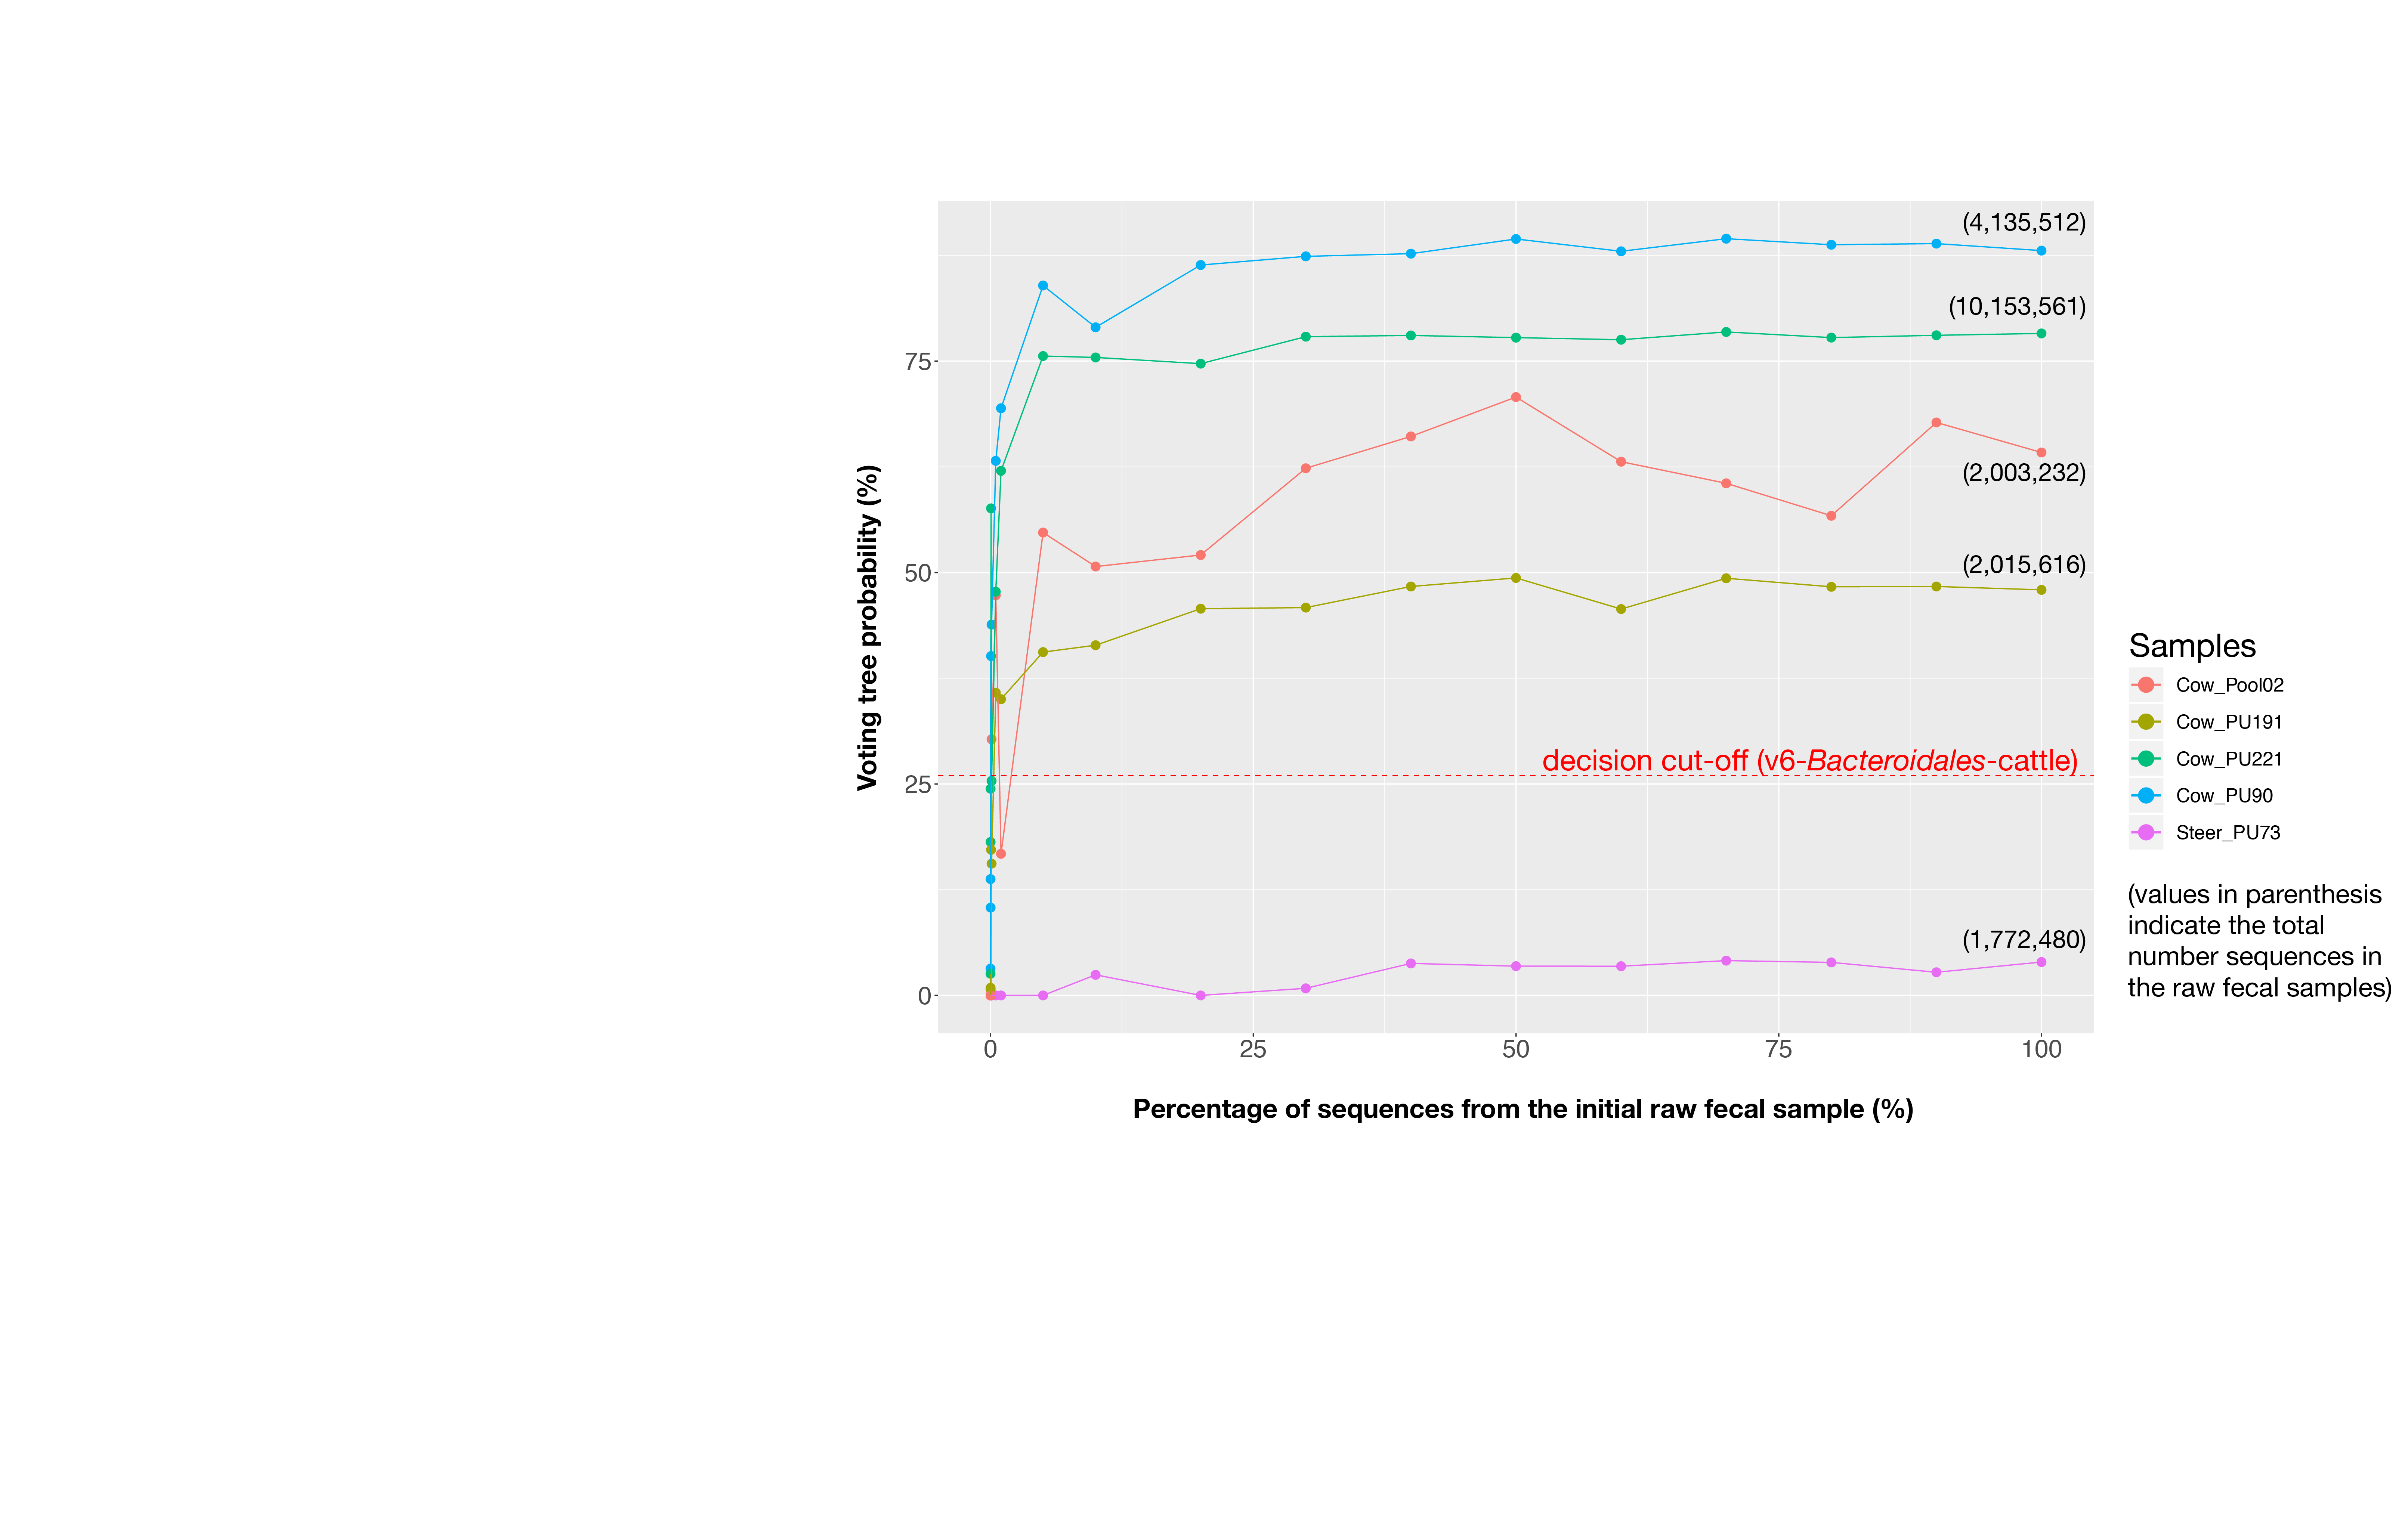 (4,135,512)
(10,153,561)
75
(2,003,232)
50
(2,015,616)
decision cut-off (v6-Bacteroidales-cattle)
25
(1,772,480)
0
0 25 50 75 100
Voting tree probability (%)
Percentage of sequences from the initial raw fecal sample (%)
Samples
Cow_Pool02
Cow_PU191
Cow_PU221
Cow_PU90
Steer_PU73
(values in parenthesis
indicate the total
number sequences in
the raw fecal samples)